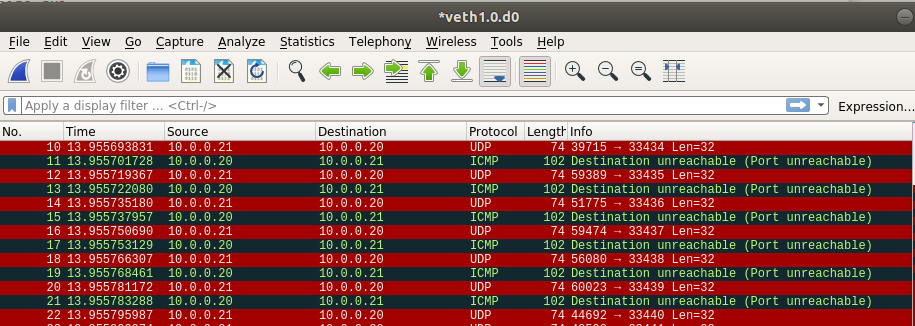 *veth1.0.d0
File Edit View Go Capture Analyze Statistics Telephony Wireless Tools Help
Apply a display filter ... <Ctrl-/> Expression...
No. Time Source Destination Protocol Length Info
10 13.955693831 10.0.0.21 10.0.0.20 UDP 74 39715 → 33434 Len=32
11 13.955701728 10.0.0.20 10.0.0.21 ICMP 102 Destination unreachable (Port unreachable)
12 13.955719367 10.0.0.21 10.0.0.20 UDP 74 59389 → 33435 Len=32
13 13.955722080 10.0.0.20 10.0.0.21 ICMP 102 Destination unreachable (Port unreachable)
14 13.955735180 10.0.0.21 10.0.0.20 UDP 74 51775 → 33436 Len=32
15 13.955737957 10.0.0.20 10.0.0.21 ICMP 102 Destination unreachable (Port unreachable)
16 13.955750690 10.0.0.21 10.0.0.20 UDP 74 59474 → 33437 Len=32
17 13.955753129 10.0.0.20 10.0.0.21 ICMP 102 Destination unreachable (Port unreachable)
18 13.955766307 10.0.0.21 10.0.0.20 UDP 74 56080 → 33438 Len=32
19 13.955768461 10.0.0.20 10.0.0.21 ICMP 102 Destination unreachable (Port unreachable)
20 13.955781172 10.0.0.21 10.0.0.20 UDP 74 60023 → 33439 Len=32
21 13.955783288 10.0.0.20 10.0.0.21 ICMP 102 Destination unreachable (Port unreachable)
22 13.955795987 10.0.0.21 10.0.0.20 UDP 74 44692 → 33440 Len=32